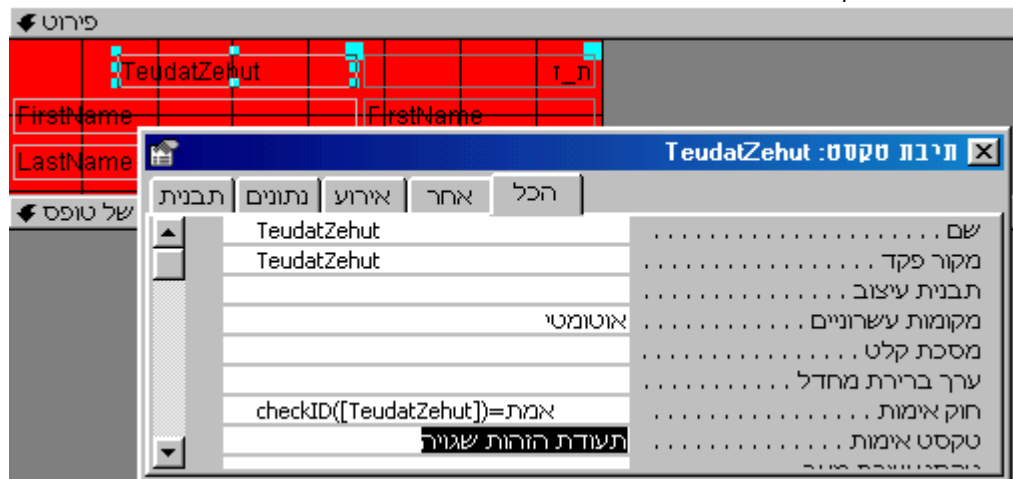 פירוט
ת_ז TeudatZehut
FirstName FirstName
LastName
של טופס
תיבת טקסט: TeudatZehut
הכל אחר אירוע נתונים תבנית
שם . . . . . . . . . . . . . . . . . . . . . . TeudatZehut
מקור פקד . . . . . . . . . . . . . . . . . . TeudatZehut
תבנית עיצוב . . . . . . . . . . . . . . .
מקומות עשרוניים . . . . . . . . . . . . אוטומטי
מסכת קלט . . . . . . . . . . . . . . . . .
ערך ברירת מחדל . . . . . . . . . . . .
חוק אימות . . . . . . . . . . . . . . . . . checkID([TeudatZehut])=אמת
טקסט אימות . . . . . . . . . . . . . . . תעודת הזהות שגויה